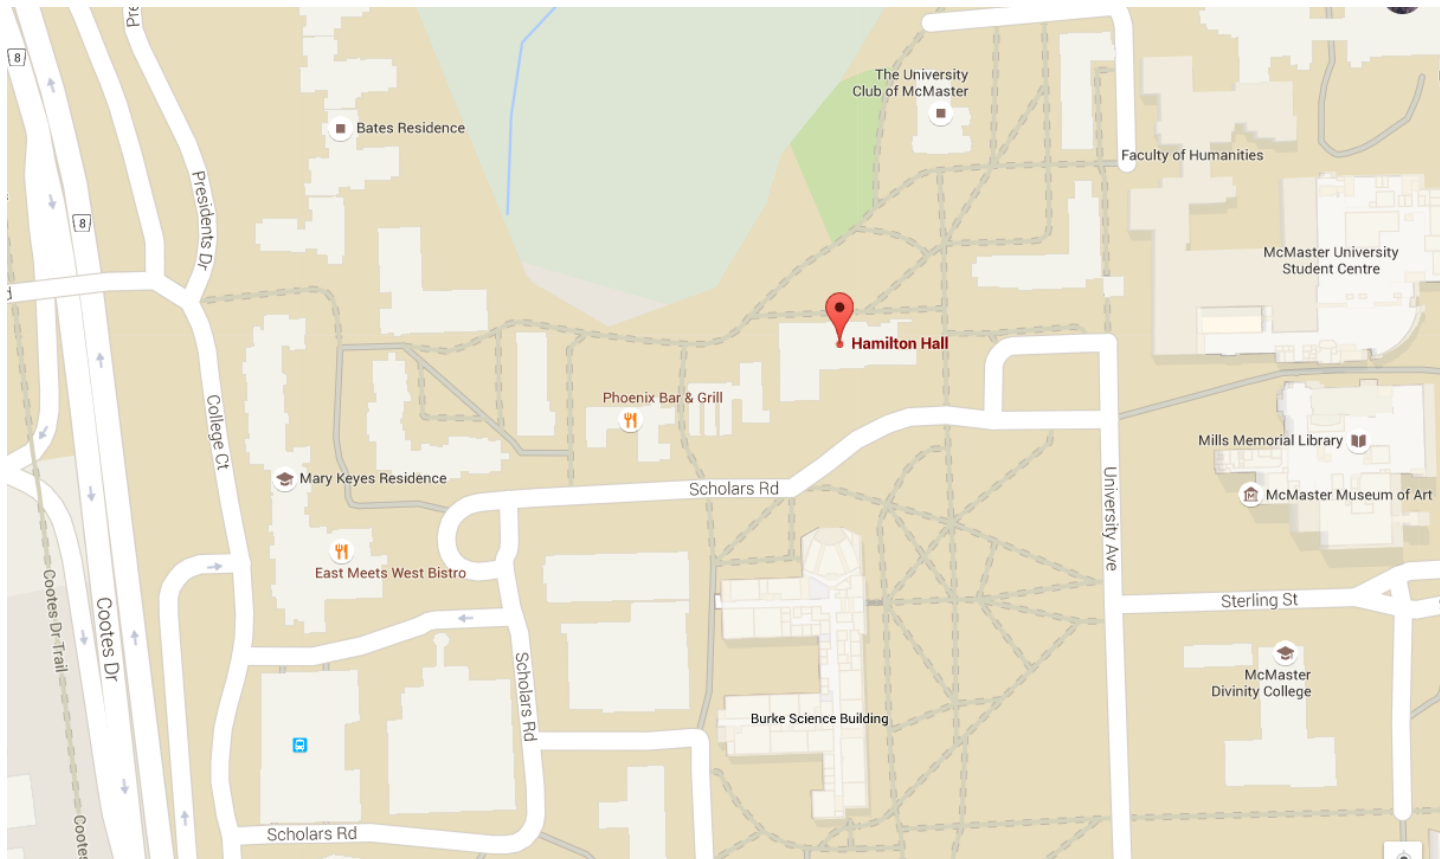 Pre
8
The University
Club of McMaster
Bates Residence
Faculty of Humanities
Presidents Dr
8
McMaster University
Student Centre
Hamilton Hall
Phoenix Bar & Grill
College Ct
Mills Memorial Library
Mary Keyes Residence
Scholars Rd
McMaster Museum of Art
University Ave
East Meets West Bistro
Cootes Dr Trail
Cootes Dr
Sterling St
Scholars Rd
McMaster
Divinity College
Burke Science Building
Scholars Rd
Cootes